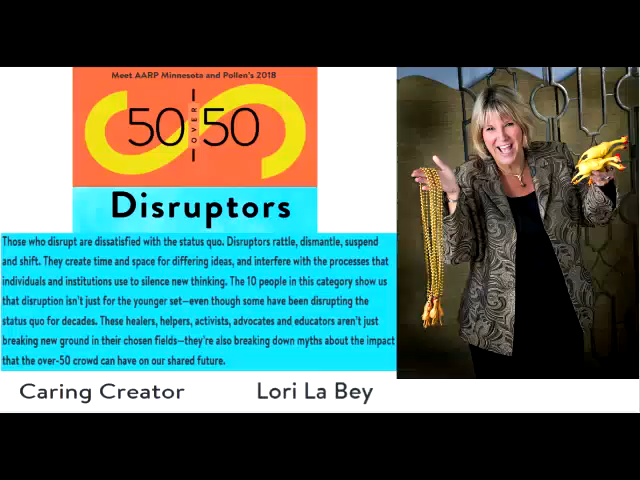 Meet AARP Minnesota and Pollen's 2018
50 OVER 50
Disruptors
Those who disrupt are dissatisfied with the status quo. Disruptors rattle, dismantle, suspend
and shift. They create time and space for differing ideas, and interfere with the processes that
individuals and institutions use to silence new thinking. The 10 people in this category show us
that disruption isn't just for the younger set—even though some have been disrupting the
status quo for decades. These healers, helpers, activists, advocates and educators aren't just
breaking new ground in their chosen fields—they're also breaking down myths about the impact
that the over-50 crowd can have on our shared future.
Caring Creator Lori La Bey